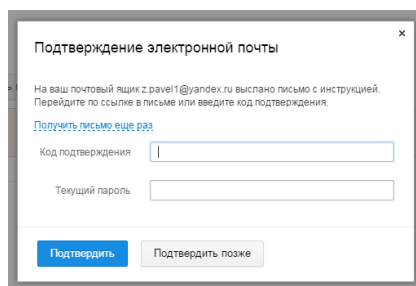 ×
Подтверждение электронной почты
На ваш почтовый ящик z.pavel1@yandex.ru выслано письмо с инструкцией.
Перейдите по ссылке в письме или введите код подтверждения.
Получить письмо еще раз
Код подтверждения
Текущий пароль
Подтвердить
Подтвердить позже